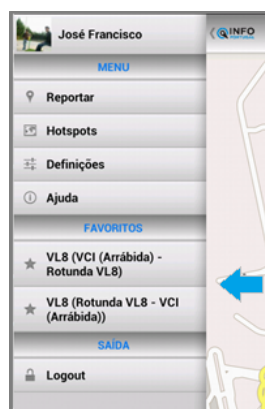 José Francisco
INFO
PORTUGAL
MENU
Reportar
Hotspots
Definições
Ajuda
FAVORITOS
VL8 (VCI (Arrábida) -
Rotunda VL8)
VL8 (Rotunda VL8 - VCI
(Arrábida))
SAÍDA
Logout